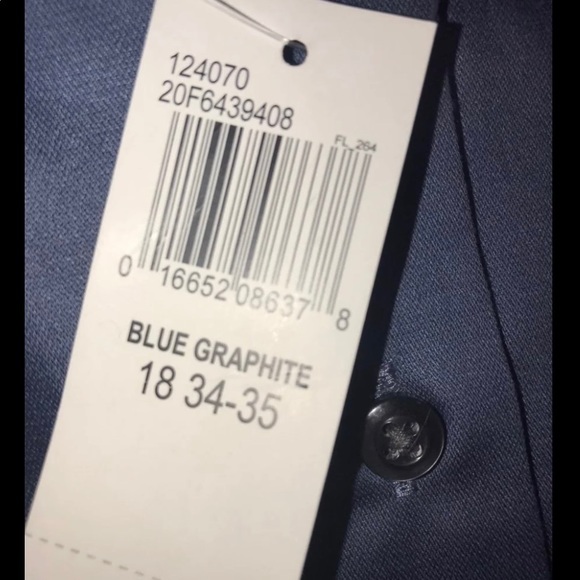 124070
20F6439408
FL_264
0 16652 08637 8
BLUE GRAPHITE
18 34-35